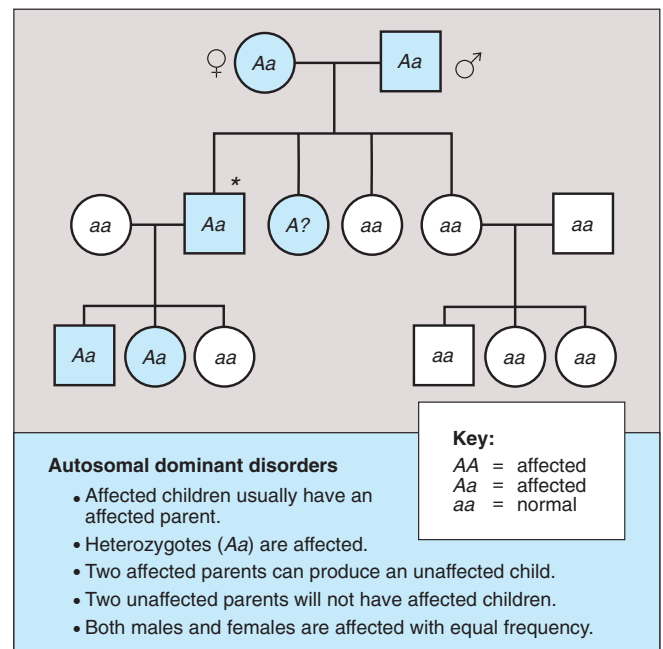 ♀ Aa Aa ♂
*
aa Aa A? aa aa aa
Aa Aa aa aa aa aa
Key:
AA = affected
Aa = affected
aa = normal
Autosomal dominant disorders
• Affected children usually have an
affected parent.
• Heterozygotes (Aa) are affected.
• Two affected parents can produce an unaffected child.
• Two unaffected parents will not have affected children.
• Both males and females are affected with equal frequency.